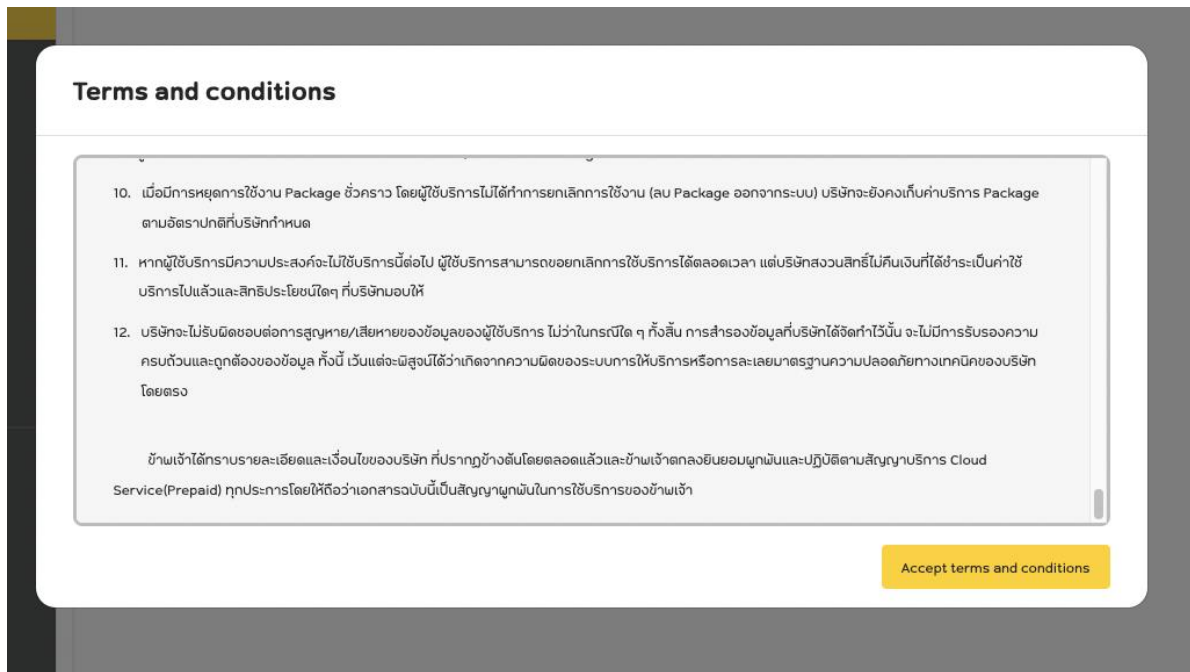 Terms and conditions
10. เมื่อมีการหยุดการใช้งาน Package ชั่วคราว โดยผู้ใช้บริการไม่ได้ทำการยกเลิกการใช้งาน (ลบ Package ออกจากระบบ) บริษัทจะยังคงเก็บค่าบริการ Package
ตามอัตราปกติที่บริษัทกำหนด
11. หากผู้ใช้บริการมีความประสงค์จะไม่ใช้บริการนี้ต่อไป ผู้ใช้บริการสามารถขอยกเลิกการใช้บริการได้ตลอดเวลา แต่บริษัทสงวนสิทธิ์ไม่คืนเงินที่ได้ชำระเป็นค่าใช้
บริการไปแล้วและสิทธิประโยชน์ใดๆ ที่บริษัทมอบให้
12. บริษัทจะไม่รับผิดชอบต่อการสูญหาย/เสียหายของข้อมูลของผู้ใช้บริการ ไม่ว่าในกรณีใด ๆ ทั้งสิ้น การสำรองข้อมูลที่บริษัทได้จัดทำไว้นั้น จะไม่มีการรับรองความ
ครบถ้วนและถูกต้องของข้อมูล ทั้งนี้ เว้นแต่จะพิสูจน์ได้ว่าเกิดจากความผิดของระบบการให้บริการหรือการละเลยมาตรฐานความปลอดภัยทางเทคนิคของบริษัท
โดยตรง
ข้าพเจ้าได้ทราบรายละเอียดและเงื่อนไขของบริษัท ที่ปรากฏข้างต้นโดยตลอดแล้วและข้าพเจ้าตกลงยินยอมผูกพันและปฏิบัติตามสัญญาบริการ Cloud
Service(Prepaid) ทุกประการโดยให้ถือว่าเอกสารฉบับนี้เป็นสัญญาผูกพันในการใช้บริการของข้าพเจ้า
Accept terms and conditions